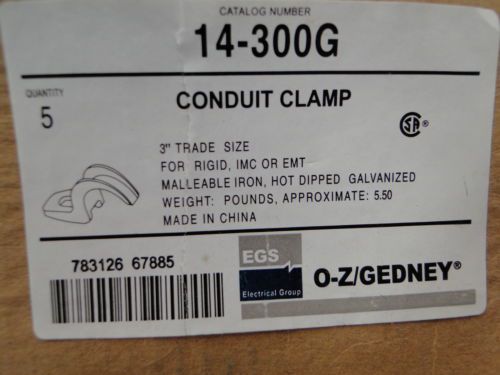 CATALOG NUMBER
14-300G
QUANTITY
5
CONDUIT CLAMP
SA ®
3" TRADE SIZE
FOR RIGID, IMC OR EMT
MALLEABLE IRON, HOT DIPPED GALVANIZED
WEIGHT: POUNDS, APPROXIMATE: 5.50
MADE IN CHINA
783126 67885
EGS
Electrical Group
O-Z/GEDNEY®